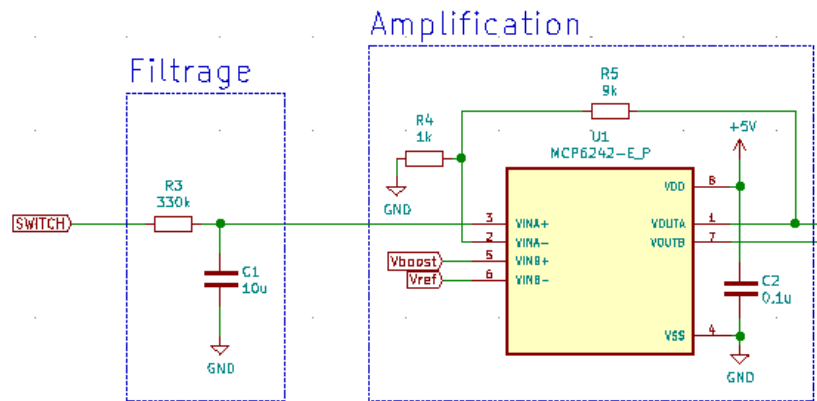 Amplification
Filtrage
R5
9k
R4
1k
U1
MCP6242-E_P
+5V
GND
R3
330k
SWITCH
C1
10u
GND
3 VINA+
2 VINA-
Vboost 5 VINB+
Vref 6 VINB-
VDD 8
VOUTA 1
VOUTB 7
VSS 4
C2
0.1u
GND